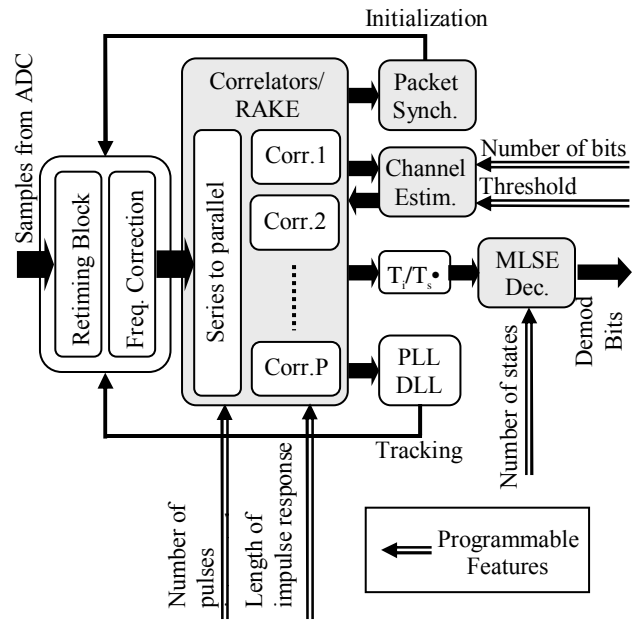 Initialization
Samples from ADC
Retiming Block
Freq. Correction
Correlators/
RAKE
Series to parallel
Corr.1
Corr.2
Corr.P
Packet
Synch.
Channel
Estim.
Number of bits
Threshold
Ti/Ts•
MLSE
Dec.
Demod
Bits
PLL
DLL
Tracking
Number of
pulses
Length of
impulse response
Number of states
Programmable
Features